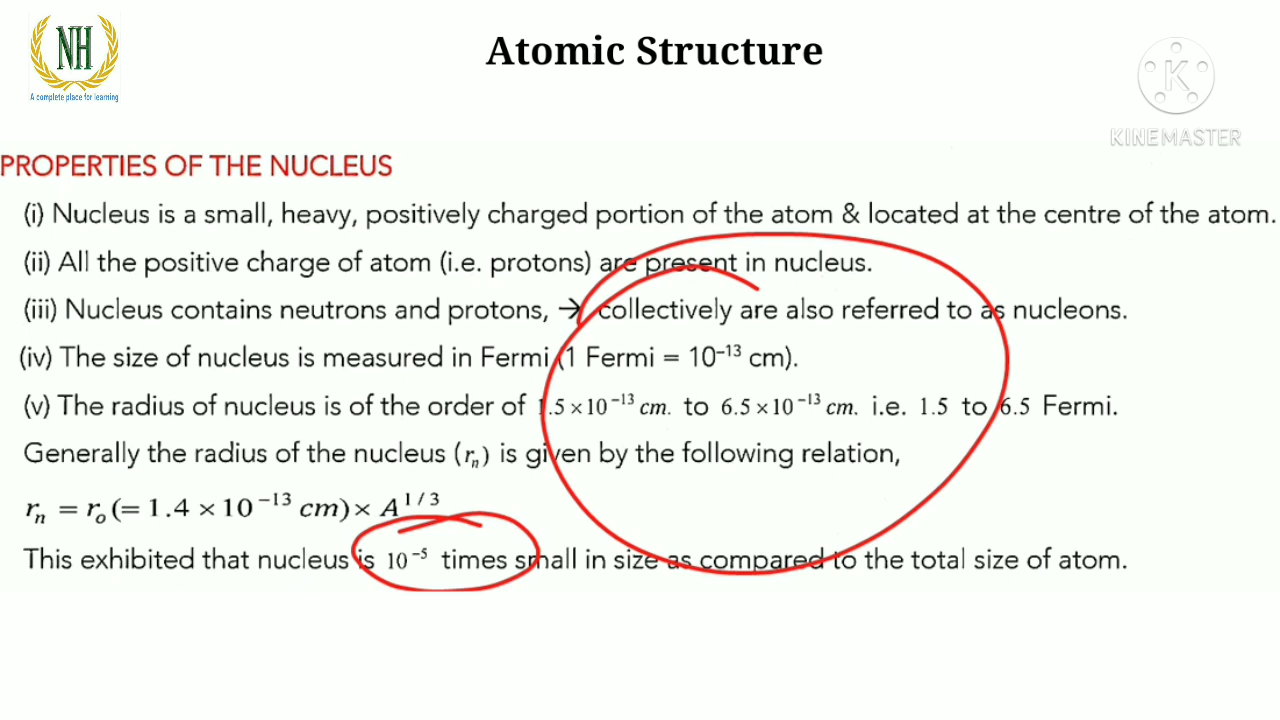 NH
A complete place for learning
Atomic Structure
K
KINEMASTER
PROPERTIES OF THE NUCLEUS
(i) Nucleus is a small, heavy, positively charged portion of the atom & located at the centre of the atom.
(ii) All the positive charge of atom (i.e. protons) are present in nucleus.
(iii) Nucleus contains neutrons and protons, → collectively are also referred to as nucleons.
(iv) The size of nucleus is measured in Fermi (1 Fermi = 10⁻¹³ cm).
(v) The radius of nucleus is of the order of 1.5 × 10⁻¹³ cm. to 6.5 × 10⁻¹³ cm. i.e. 1.5 to 6.5 Fermi.
Generally the radius of the nucleus (rₙ) is given by the following relation,
rₙ = rₒ (= 1.4 × 10⁻¹³ cm) × A^1/3
This exhibited that nucleus is 10⁻⁵ times small in size as compared to the total size of atom.